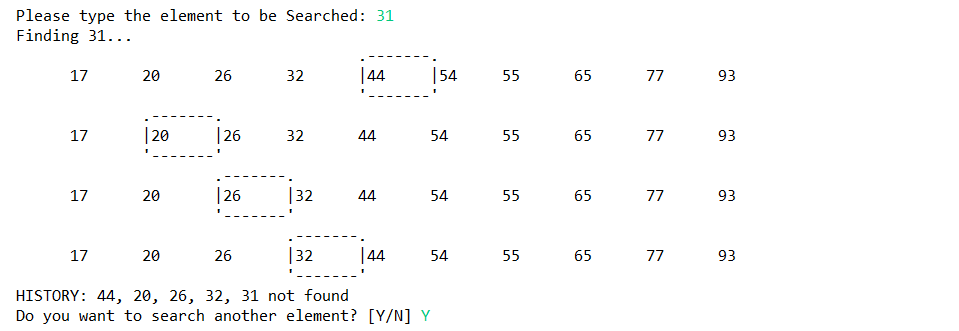 Please type the element to be Searched: 31
Finding 31...
.-------.
17 20 26 32 |44 |54 55 65 77 93
'-------'
.-------.
17 |20 |26 32 44 54 55 65 77 93
'-------'
.-------.
17 20 |26 |32 44 54 55 65 77 93
'-------'
.-------.
17 20 26 |32 |44 54 55 65 77 93
'-------'
HISTORY: 44, 20, 26, 32, 31 not found
Do you want to search another element? [Y/N] Y